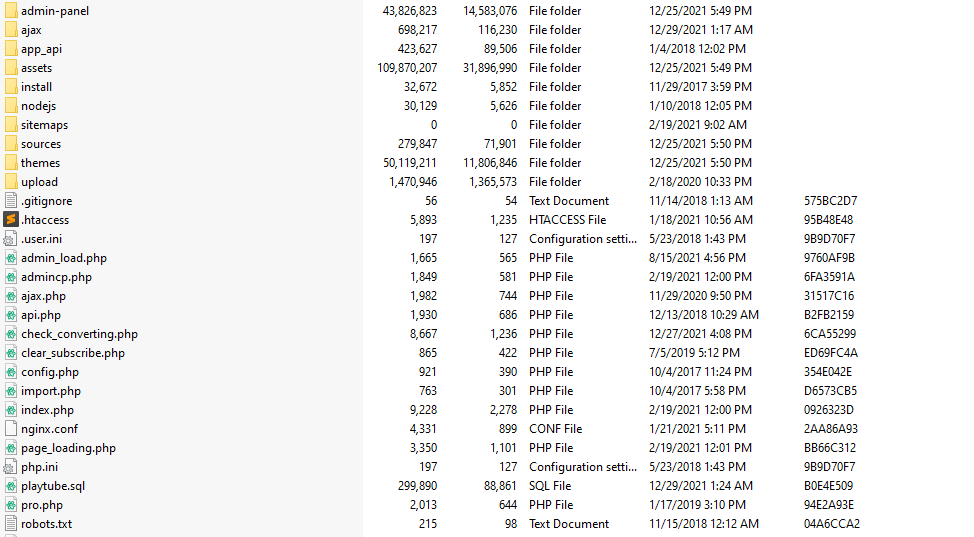 admin-panel 43,826,823 14,583,076 File folder 12/25/2021 5:49 PM
ajax 698,217 116,230 File folder 12/29/2021 1:17 AM
app_api 423,627 89,506 File folder 1/4/2018 12:02 PM
assets 109,870,207 31,896,990 File folder 12/25/2021 5:49 PM
install 32,672 5,852 File folder 11/29/2017 3:59 PM
nodejs 30,129 5,626 File folder 1/10/2018 12:05 PM
sitemaps 0 0 File folder 2/19/2021 9:02 AM
sources 279,847 71,901 File folder 12/25/2021 5:50 PM
themes 50,119,211 11,806,846 File folder 12/25/2021 5:50 PM
upload 1,470,946 1,365,573 File folder 2/18/2020 10:33 PM
.gitignore 56 54 Text Document 11/14/2018 1:13 AM 575BC2D7
.htaccess 5,893 1,235 HTACCESS File 1/18/2021 10:56 AM 95B48E48
.user.ini 197 127 Configuration setti... 5/23/2018 1:43 PM 9B9D70F7
admin_load.php 1,665 565 PHP File 8/15/2021 4:56 PM 9760AF9B
admincp.php 1,849 581 PHP File 2/19/2021 12:00 PM 6FA3591A
ajax.php 1,982 744 PHP File 11/29/2020 9:50 PM 31517C16
api.php 1,930 686 PHP File 12/13/2018 10:29 AM B2FB2159
check_converting.php 8,667 1,236 PHP File 12/27/2021 4:08 PM 6CA55299
clear_subscribe.php 865 422 PHP File 7/5/2019 5:12 PM ED69FC4A
config.php 921 390 PHP File 10/4/2017 11:24 PM 354E042E
import.php 763 301 PHP File 10/4/2017 5:58 PM D6573CB5
index.php 9,228 2,278 PHP File 2/19/2021 12:00 PM 0926323D
nginx.conf 4,331 899 CONF File 1/21/2021 5:11 PM 2AA86A93
page_loading.php 3,350 1,101 PHP File 2/19/2021 12:01 PM BB66C312
php.ini 197 127 Configuration setti... 5/23/2018 1:43 PM 9B9D70F7
playtube.sql 299,890 88,861 SQL File 12/29/2021 1:24 AM B0E4E509
pro.php 2,013 644 PHP File 1/17/2019 3:10 PM 94E2A93E
robots.txt 215 98 Text Document 11/15/2018 12:12 AM 04A6CCA2